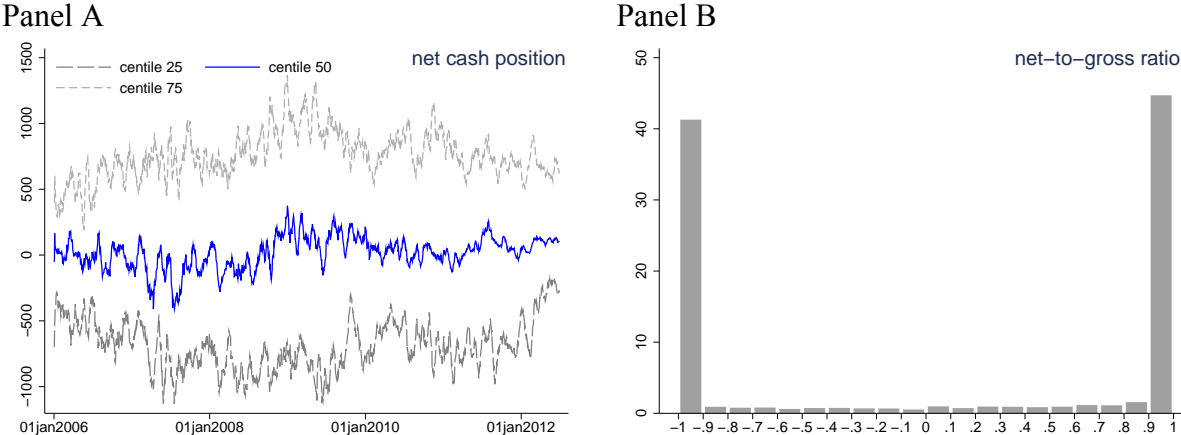 Panel A
net cash position
centile 25
centile 50
centile 75
1500
1000
500
0
−500
−1000
01jan2006
01jan2008
01jan2010
01jan2012
Panel B
net−to−gross ratio
50
40
30
20
10
0
−1 −.9 −.8 −.7 −.6 −.5 −.4 −.3 −.2 −.1 0 .1 .2 .3 .4 .5 .6 .7 .8 .9 1